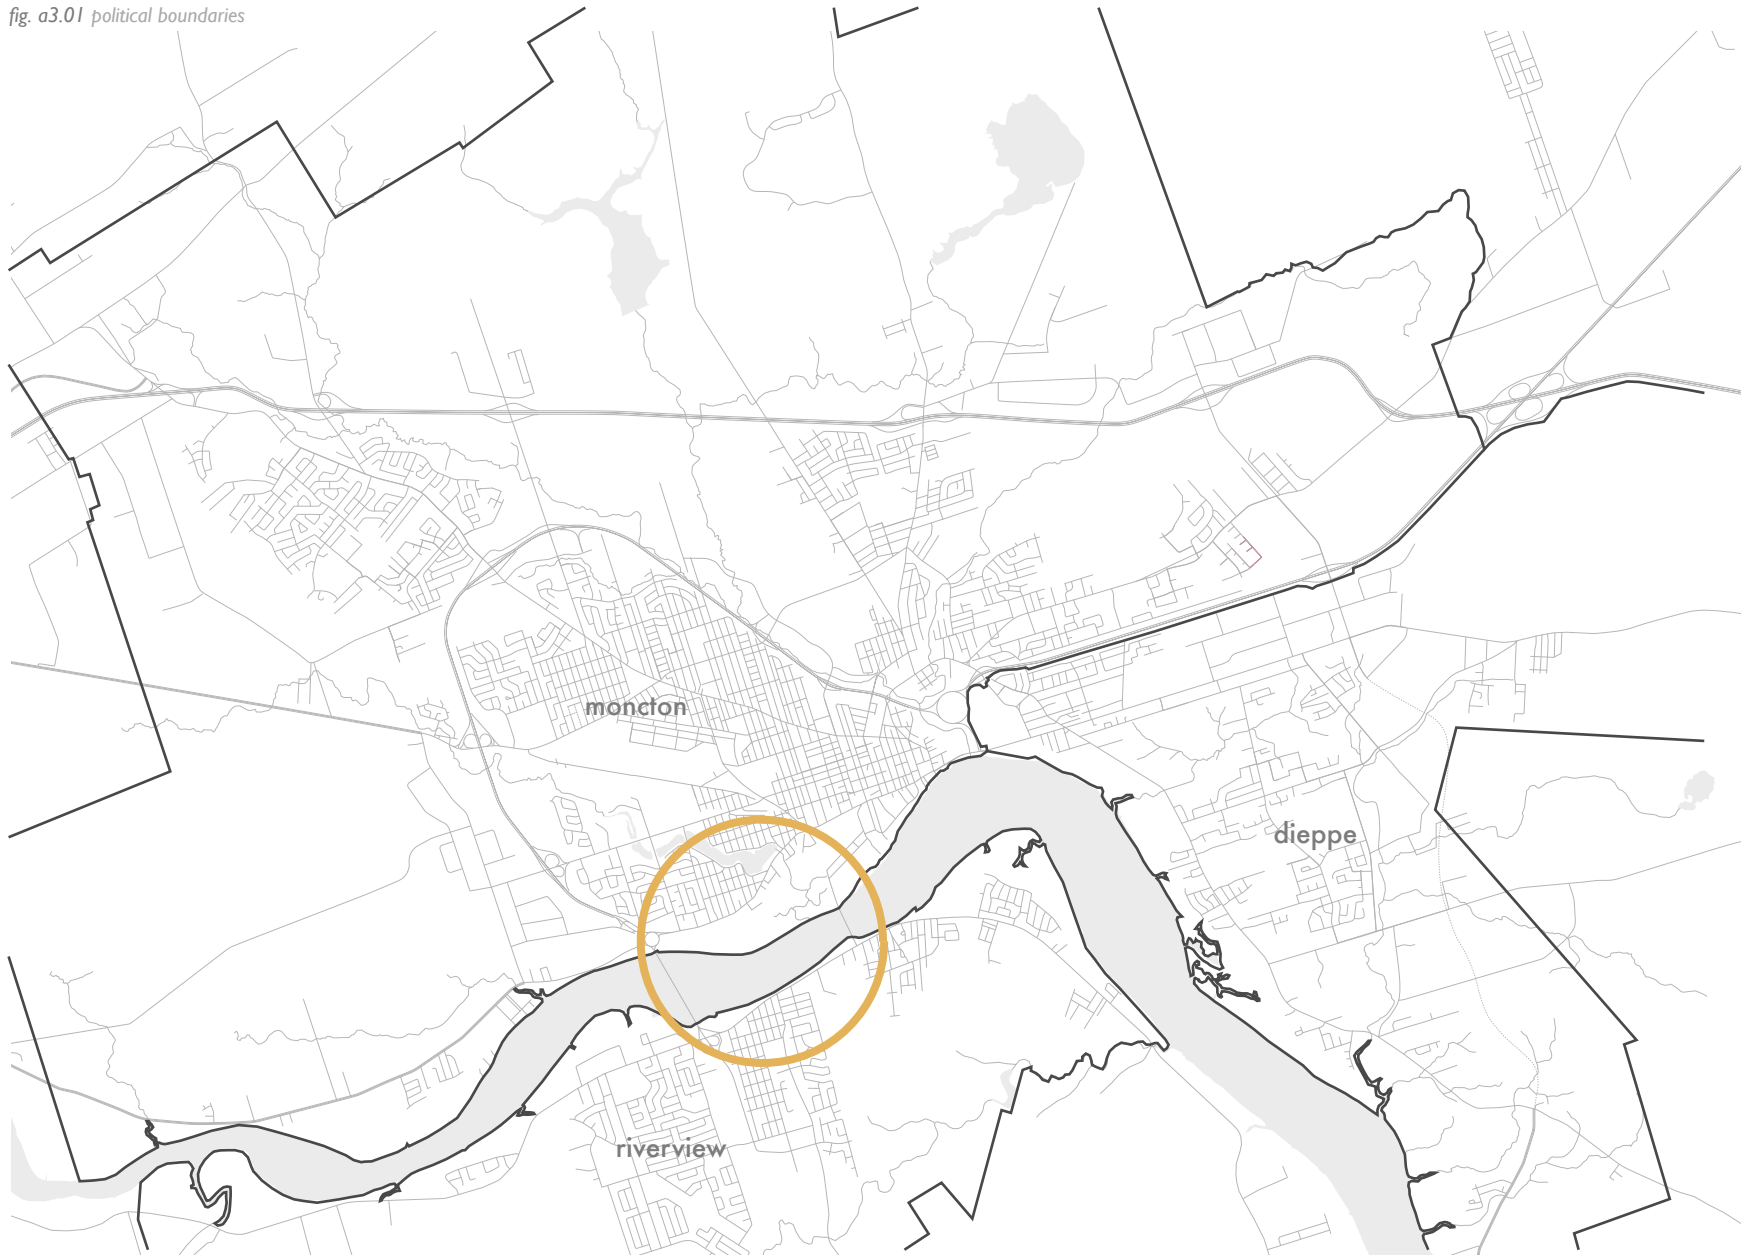 fig. a3.01 political boundaries
moncton
dieppe
riverview